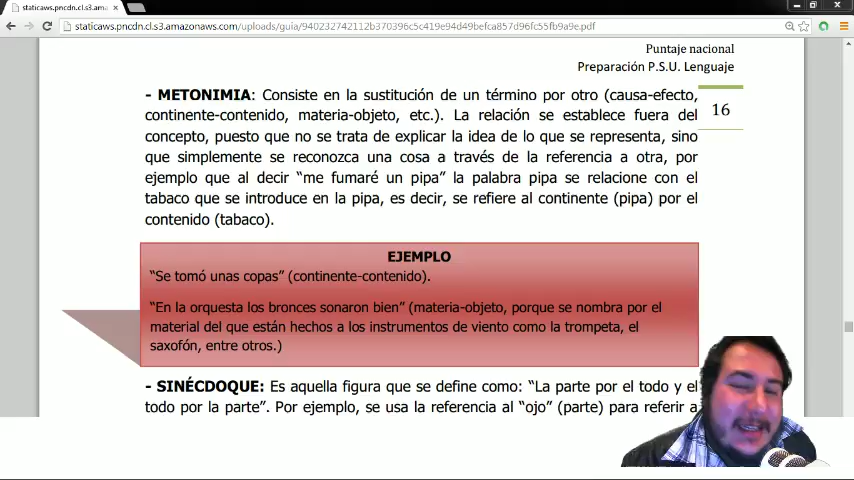 staticaws.pncdn.cl.s3.ama
staticaws.pncdn.cl.s3.amazonaws.com/uploads/guia/940232742112b370396c5c419e94d49befca857d96fc55fb9a9e.pdf
Puntaje nacional
Preparación P.S.U. Lenguaje
16
- METONIMIA: Consiste en la sustitución de un término por otro (causa-efecto,
continente-contenido, materia-objeto, etc.). La relación se establece fuera del
concepto, puesto que no se trata de explicar la idea de lo que se representa, sino
que simplemente se reconozca una cosa a través de la referencia a otra, por
ejemplo que al decir “me fumaré un pipa” la palabra pipa se relacione con el
tabaco que se introduce en la pipa, es decir, se refiere al continente (pipa) por el
contenido (tabaco).
EJEMPLO
“Se tomó unas copas” (continente-contenido).
“En la orquesta los bronces sonaron bien” (materia-objeto, porque se nombra por el
material del que están hechos a los instrumentos de viento como la trompeta, el
saxofón, entre otros.)
- SINÉCDOQUE: Es aquella figura que se define como: “La parte por el todo y el
todo por la parte”. Por ejemplo, se usa la referencia al “ojo” (parte) para referir a